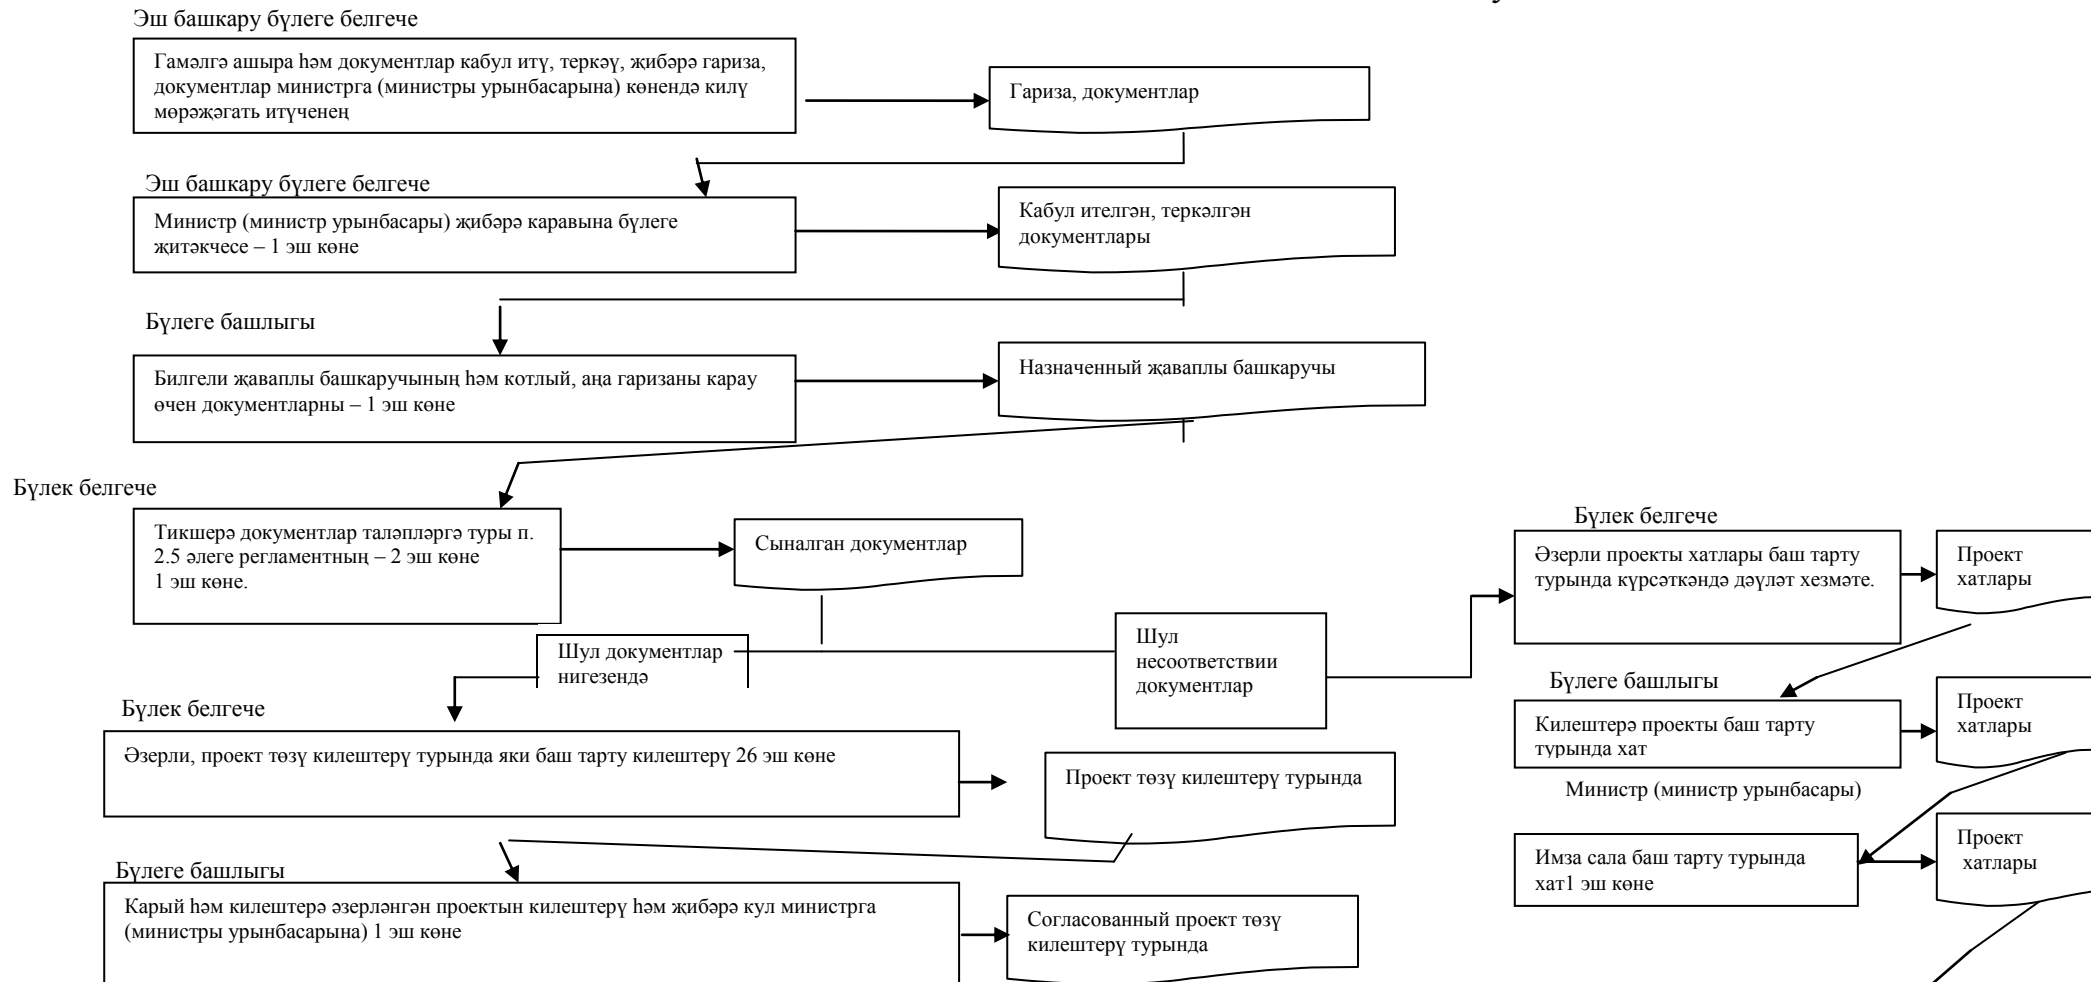 Эш башкару бүлеге белгече
Гамәлгә ашыра һәм документлар кабул итү, теркәү, җибәрә гариза,
документлар министрга (министры урынбасарына) көнендә килү
мөрәҗәгать итүченең
Гариза, документлар
Эш башкару бүлеге белгече
Министр (министр урынбасары) җибәрә каравына бүлеге
җитәкчесе – 1 эш көне
Кабул ителгән, теркәлгән
документлары
Бүлеге башлыгы
Билгели җаваплы башкаручының һәм котлый, аңа гаризаны карау
өчен документларны – 1 эш көне
Назначенный җаваплы башкаручы
Бүлек белгече
Тикшерә документлар таләпләргә туры п.
2.5 әлеге регламентның – 2 эш көне
1 эш көне.
Сыналган документлар
Бүлек белгече
Әзерли проекты хатлары баш тарту
турында күрсәткәндә дәүләт хезмәте.
Проект
хатлары
Шул документлар
нигезендә
Шул
несоответствии
документлар
Бүлеге башлыгы
Килештерә проекты баш тарту
турында хат
Проект
хатлары
Бүлек белгече
Әзерли, проект төзү килештерү турында яки баш тарту килештерү 26 эш көне
Проект төзү килештерү турында
Министр (министр урынбасары)
Имза сала баш тарту турында
хат1 эш көне
Проект
хатлары
Бүлеге башлыгы
Карый һәм килештерә әзерләнгән проектын килештерү һәм җибәрә кул министрга
(министры урынбасарына) 1 эш көне
Согласованный проект төзү
килештерү турында